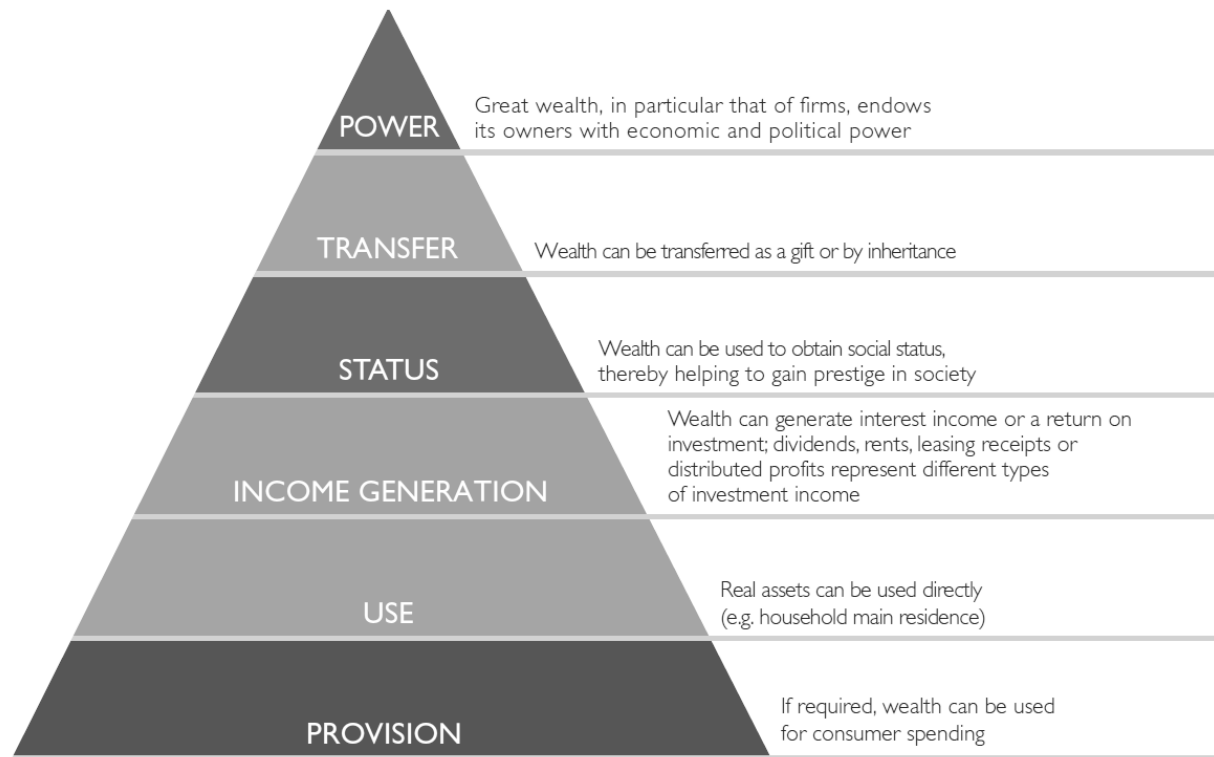 POWER
Great wealth, in particular that of firms, endows
its owners with economic and political power
TRANSFER
Wealth can be transferred as a gift or by inheritance
STATUS
Wealth can be used to obtain social status,
thereby helping to gain prestige in society
INCOME GENERATION
Wealth can generate interest income or a return on
investment; dividends, rents, leasing receipts or
distributed profits represent different types
of investment income
USE
Real assets can be used directly
(e.g. household main residence)
PROVISION
If required, wealth can be used
for consumer spending